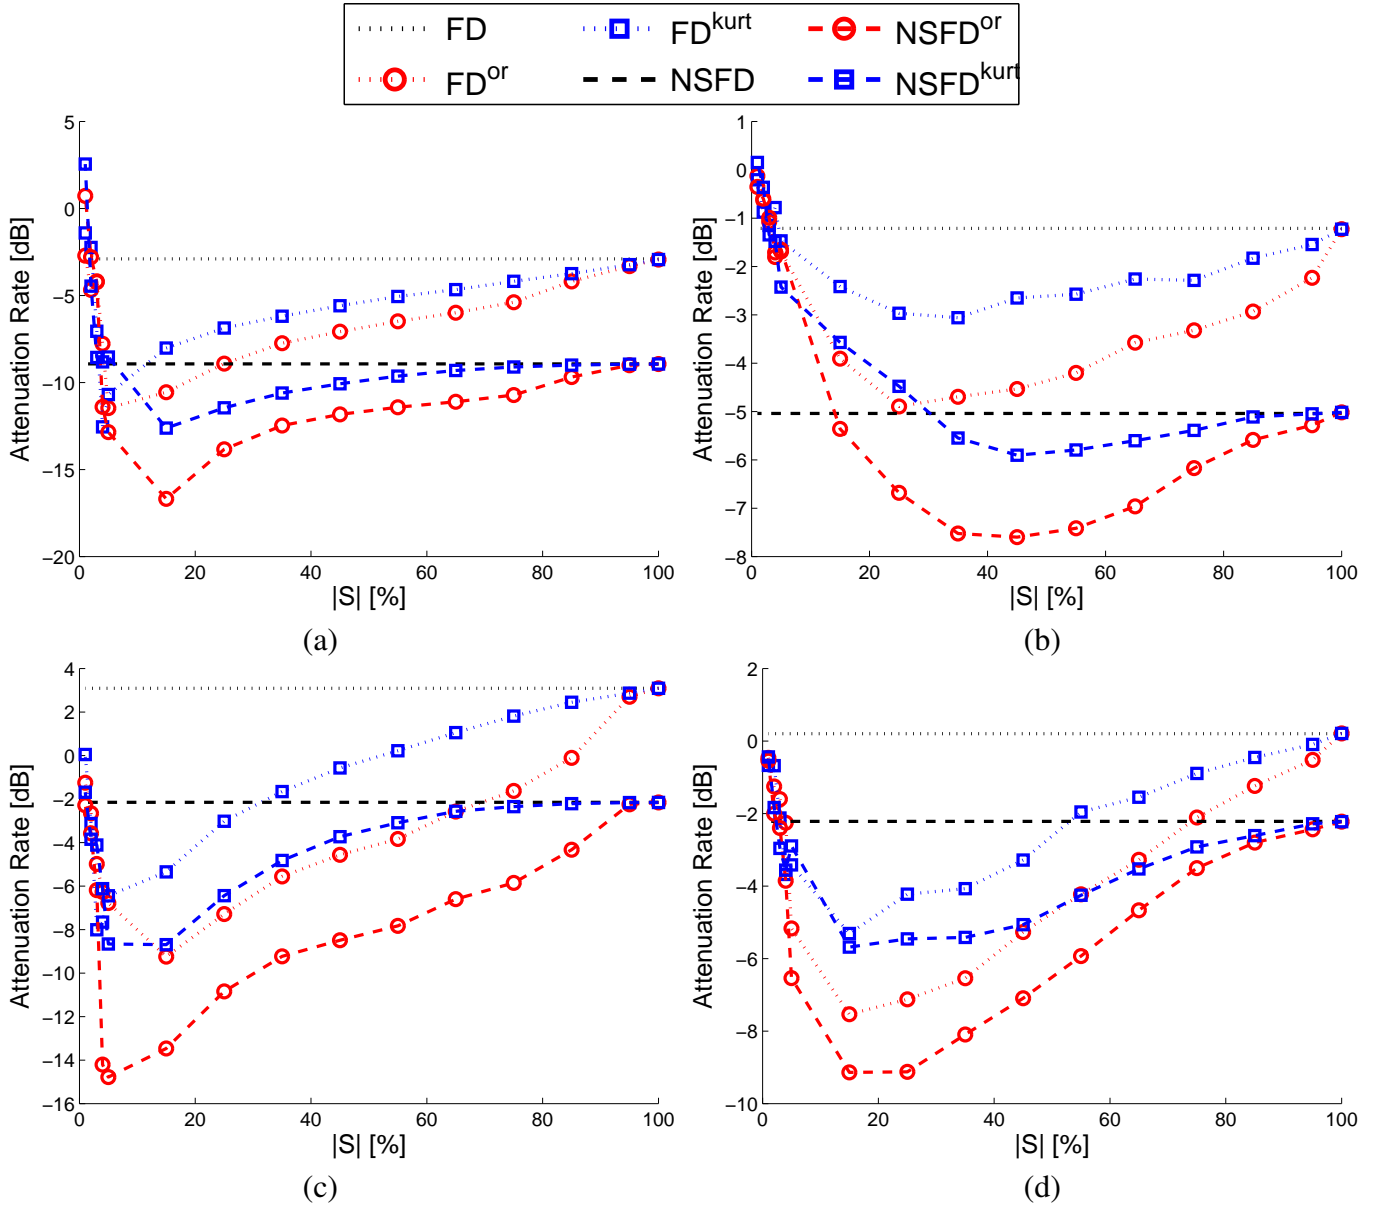 FD
FD^kurt
NSFD^or
FD^or
NSFD
NSFD^kurt
5
0
−5
−10
−15
−20
Attenuation Rate [dB]
0 20 40 60 80 100
|S| [%]
(a)
1
0
−1
−2
−3
−4
−5
−6
−7
−8
Attenuation Rate [dB]
0 20 40 60 80 100
|S| [%]
(b)
4
2
0
−2
−4
−6
−8
−10
−12
−14
−16
Attenuation Rate [dB]
0 20 40 60 80 100
|S| [%]
(c)
2
0
−2
−4
−6
−8
−10
Attenuation Rate [dB]
0 20 40 60 80 100
|S| [%]
(d)